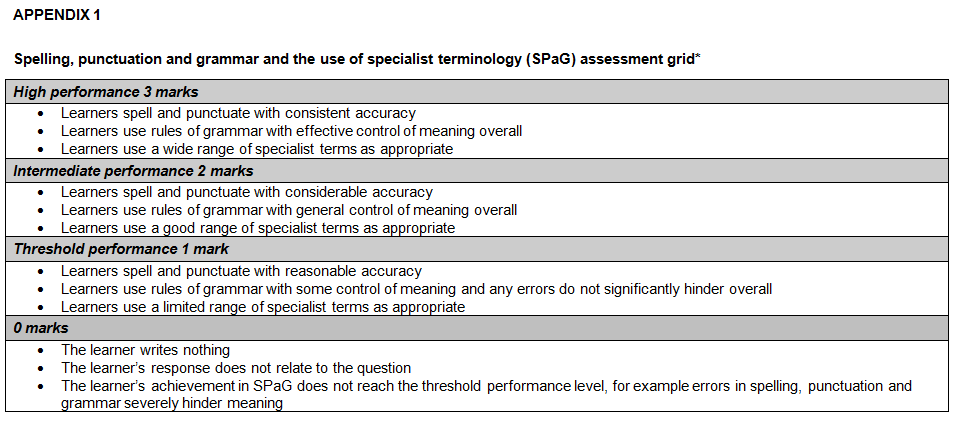 APPENDIX 1
Spelling, punctuation and grammar and the use of specialist terminology (SPaG) assessment grid*
High performance 3 marks
• Learners spell and punctuate with consistent accuracy
• Learners use rules of grammar with effective control of meaning overall
• Learners use a wide range of specialist terms as appropriate
Intermediate performance 2 marks
• Learners spell and punctuate with considerable accuracy
• Learners use rules of grammar with general control of meaning overall
• Learners use a good range of specialist terms as appropriate
Threshold performance 1 mark
• Learners spell and punctuate with reasonable accuracy
• Learners use rules of grammar with some control of meaning and any errors do not significantly hinder overall
• Learners use a limited range of specialist terms as appropriate
0 marks
• The learner writes nothing
• The learner's response does not relate to the question
• The learner's achievement in SPaG does not reach the threshold performance level, for example errors in spelling, punctuation and
grammar severely hinder meaning